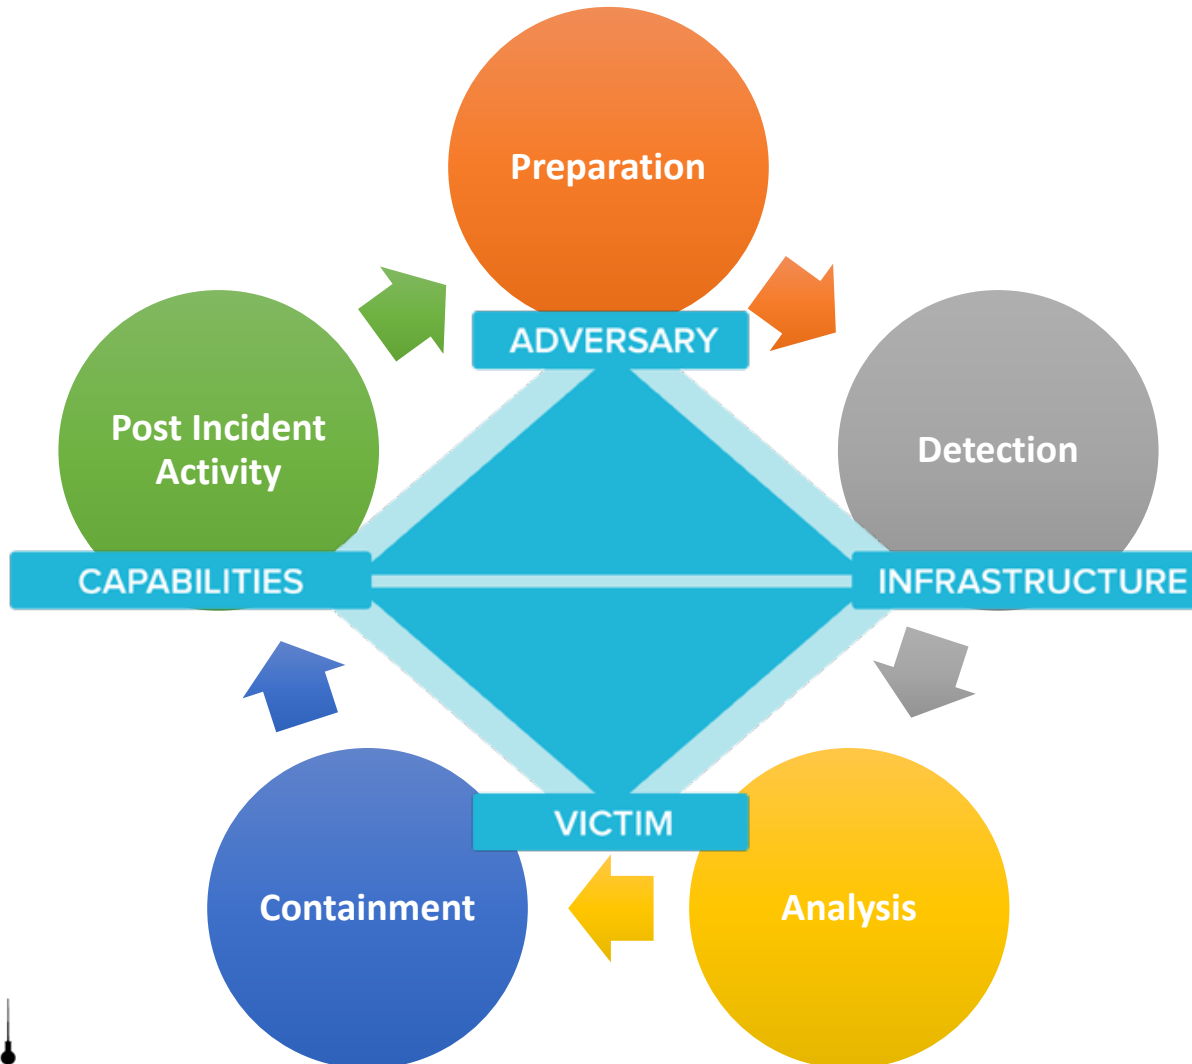 Preparation
ADVERSARY
Post Incident
Activity
Detection
CAPABILITIES
INFRASTRUCTURE
VICTIM
Containment
Analysis